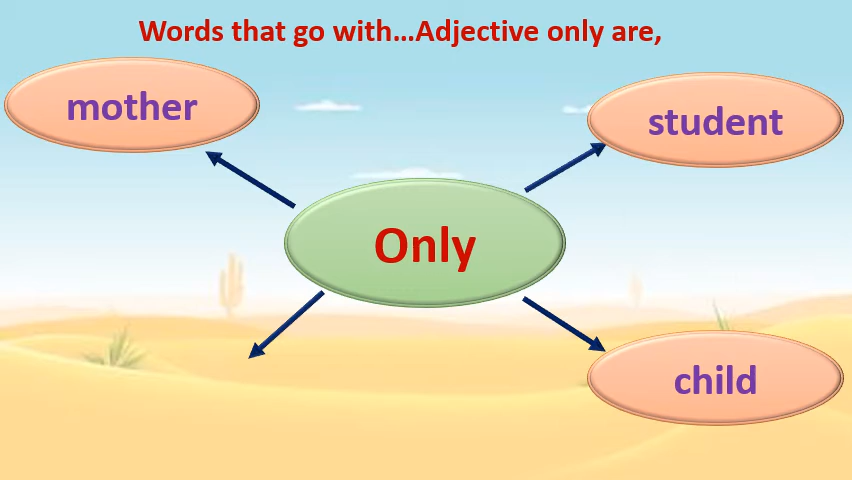 Words that go with...Adjective only are,
mother
student
Only
child